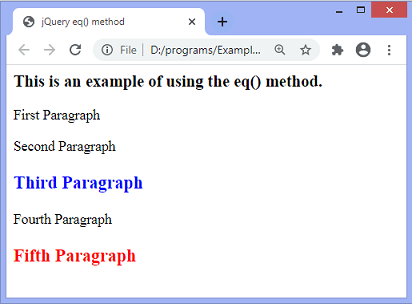 jQuery eq() method
File
D:/programs/Exampl...
This is an example of using the eq() method.
First Paragraph
Second Paragraph
Third Paragraph
Fourth Paragraph
Fifth Paragraph